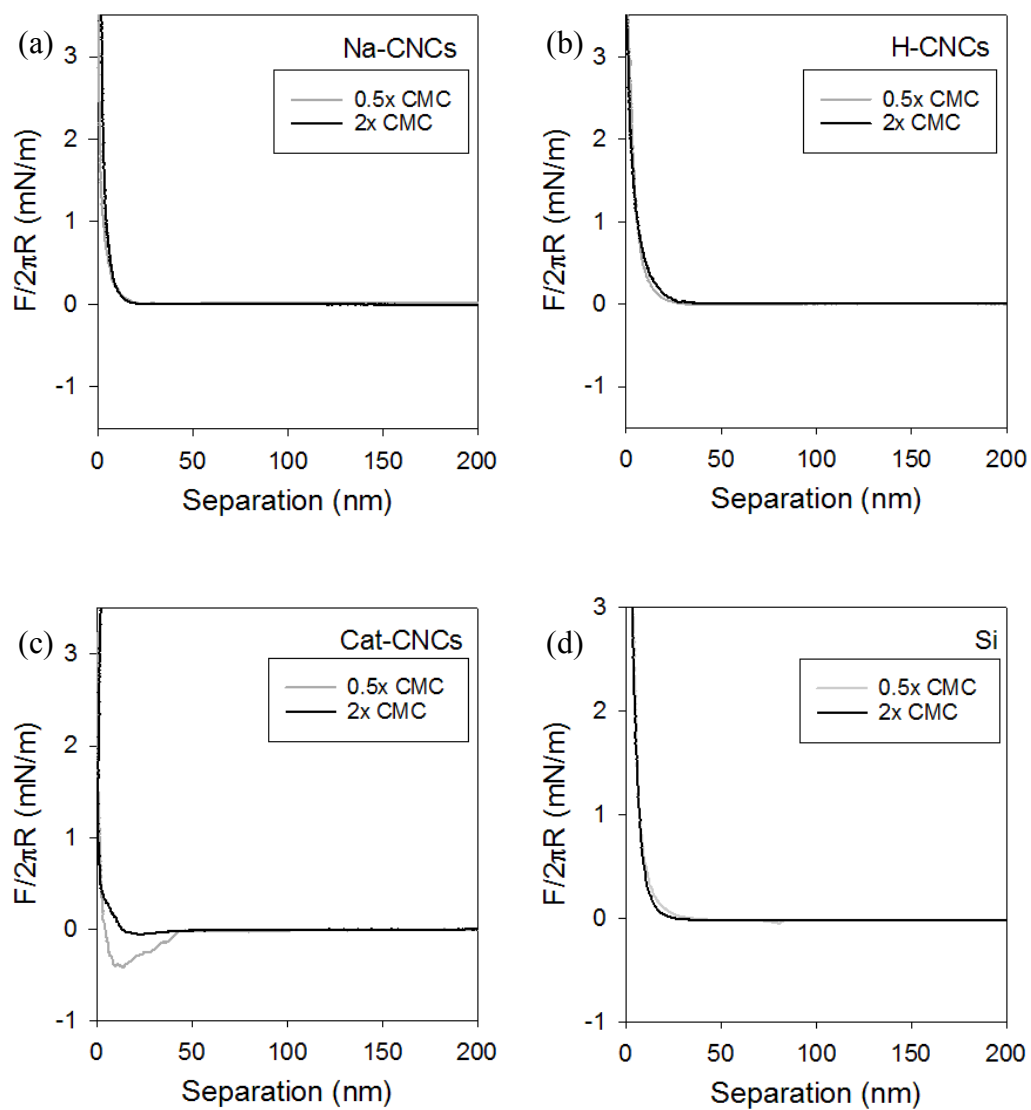 (a)
Na-CNCs
0.5x CMC
2x CMC
3
2
1
0
-1
F/2πR (mN/m)
0 50 100 150 200
Separation (nm)
(b)
H-CNCs
0.5x CMC
2x CMC
3
2
1
0
-1
F/2πR (mN/m)
0 50 100 150 200
Separation (nm)
(c)
Cat-CNCs
0.5x CMC
2x CMC
3
2
1
0
-1
F/2πR (mN/m)
0 50 100 150 200
Separation (nm)
(d)
Si
0.5x CMC
2x CMC
3
2
1
0
-1
F/2πR (mN/m)
0 50 100 150 200
Separation (nm)